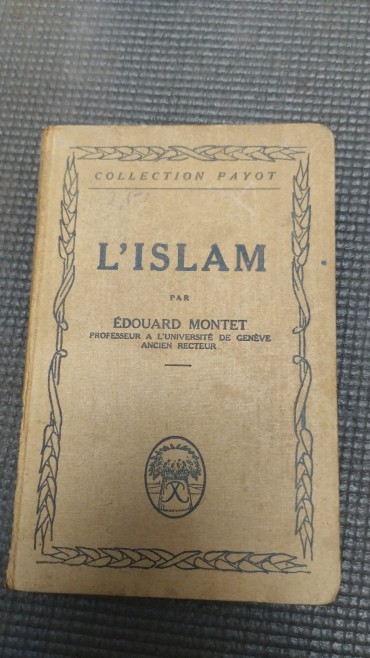 COLLECTION PAYOT
L'ISLAM
PAR
ÉDOUARD MONTET
PROFESSEUR A L'UNIVERSITÉ DE GENÈVE
ANCIEN RECTEUR